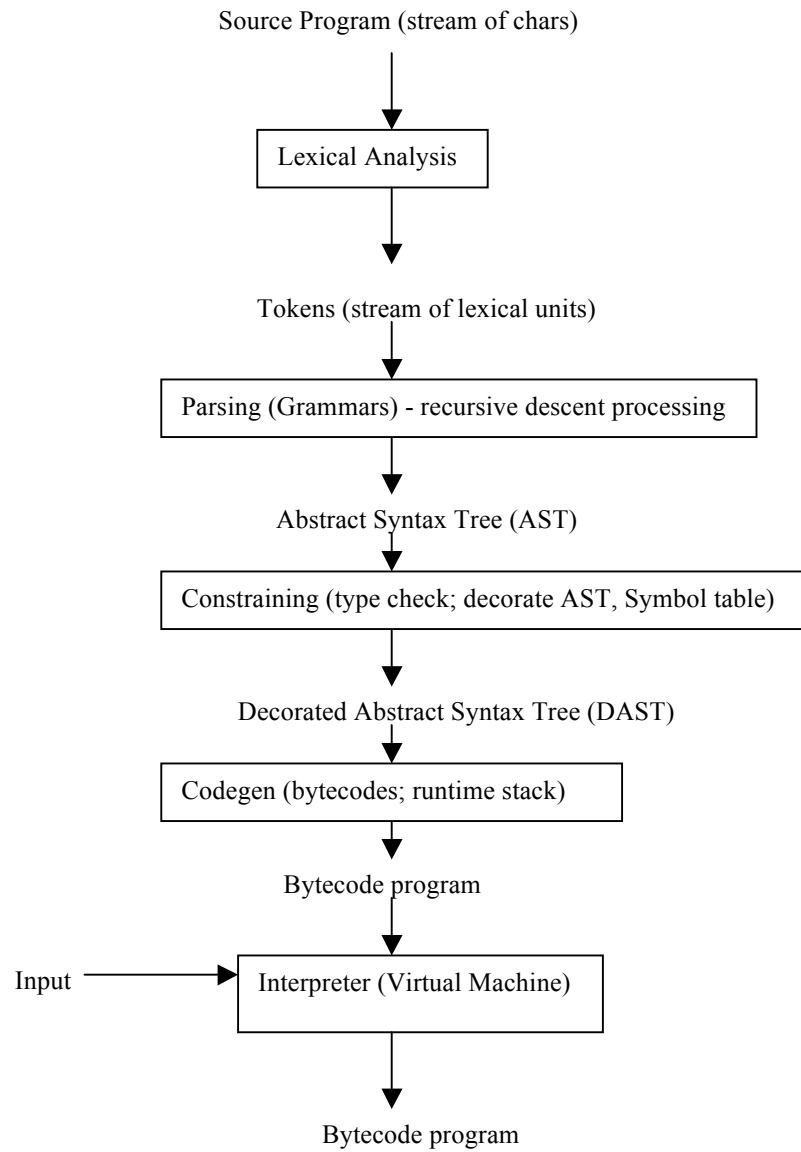 Source Program (stream of chars)
Lexical Analysis
Tokens (stream of lexical units)
Parsing (Grammars) - recursive descent processing
Abstract Syntax Tree (AST)
Constraining (type check; decorate AST, Symbol table)
Decorated Abstract Syntax Tree (DAST)
Codegen (bytecodes; runtime stack)
Bytecode program
Input
Interpreter (Virtual Machine)
Bytecode program